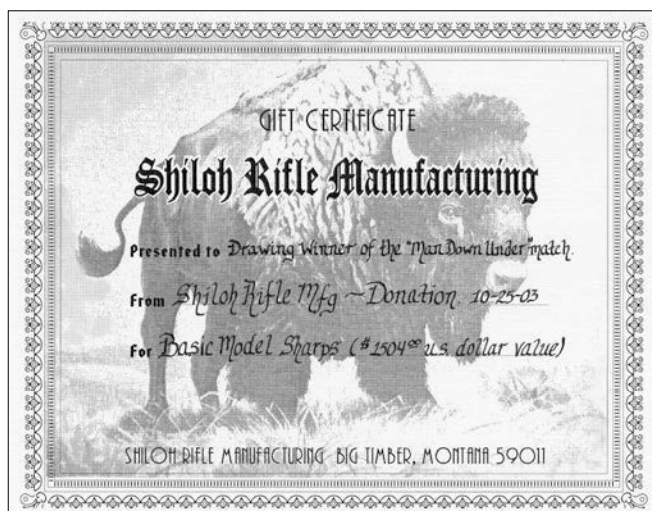 GIFT CERTIFICATE
Shiloh Rifle Manufacturing
Presented to Drawing Winner of the "Man Down Under" match.
From Shiloh Rifle Mfg ~ Donation 10-25-03
For Basic Model Sharps ($1504.00 u.s. dollar value)
SHILOH RIFLE MANUFACTURING BIG TIMBER, MONTANA 59011